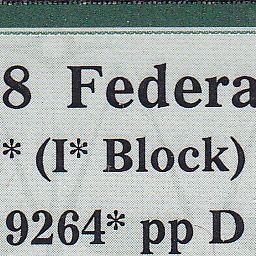 8 Federa
* (I* Block)
9264* pp D